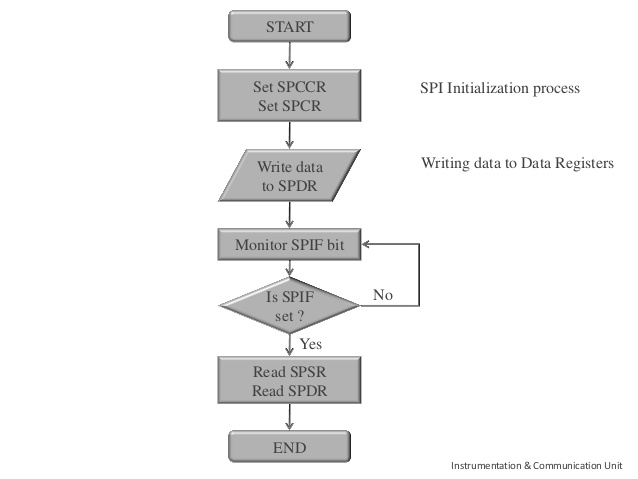 START
Set SPCCR
Set SPCR
SPI Initialization process
Write data
to SPDR
Writing data to Data Registers
Monitor SPIF bit
Is SPIF
set ?
No
Yes
Read SPSR
Read SPDR
END
Instrumentation & Communication Unit